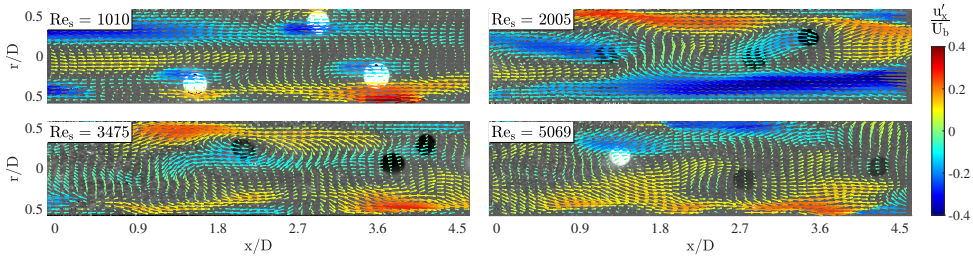 Re_s = 1010
Re_s = 2005
u'_x
U_b
0.5
0
0.5
r/D
0.4
0.2
0
-0.2
-0.4
Re_s = 3475
Re_s = 5069
0.5
0
0.5
r/D
0 0.9 1.8 2.7 3.6 4.5
0 0.9 1.8 2.7 3.6 4.5
x/D
x/D